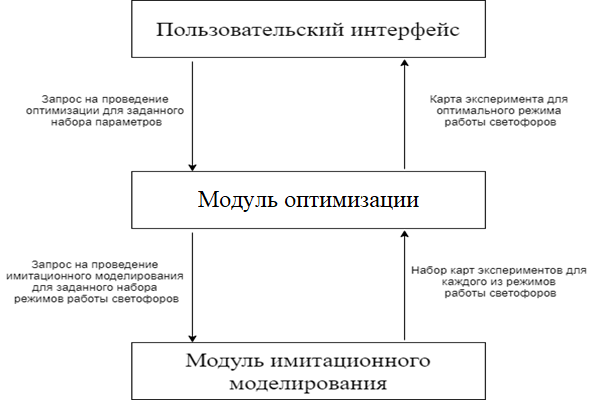 Пользовательский интерфейс
Запрос на проведение
оптимизации для заданного
набора параметров
Карта эксперимента для
оптимального режима
работы светофоров
Модуль оптимизации
Запрос на проведение
имитационного моделирования
для заданного набора
режимов работы светофоров
Набор карт экспериментов для
каждого из режимов
работы светофоров
Модуль имитационного
моделирования